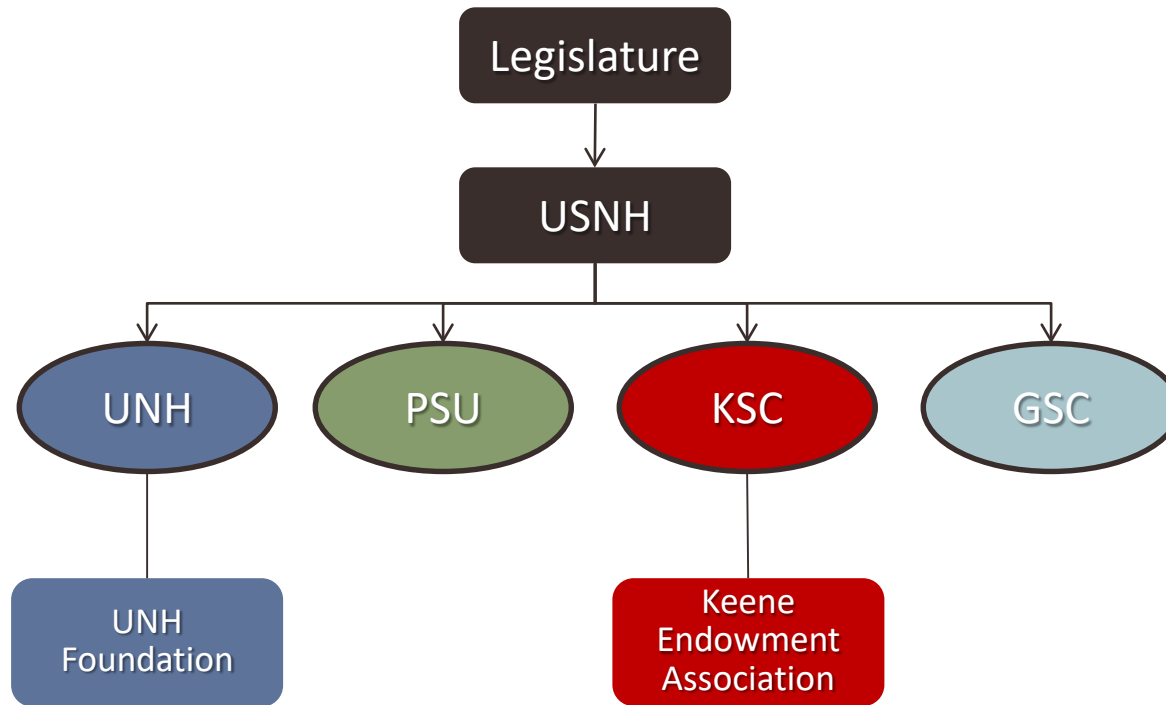 Legislature
USNH
UNH
PSU
KSC
GSC
UNH
Foundation
Keene
Endowment
Association